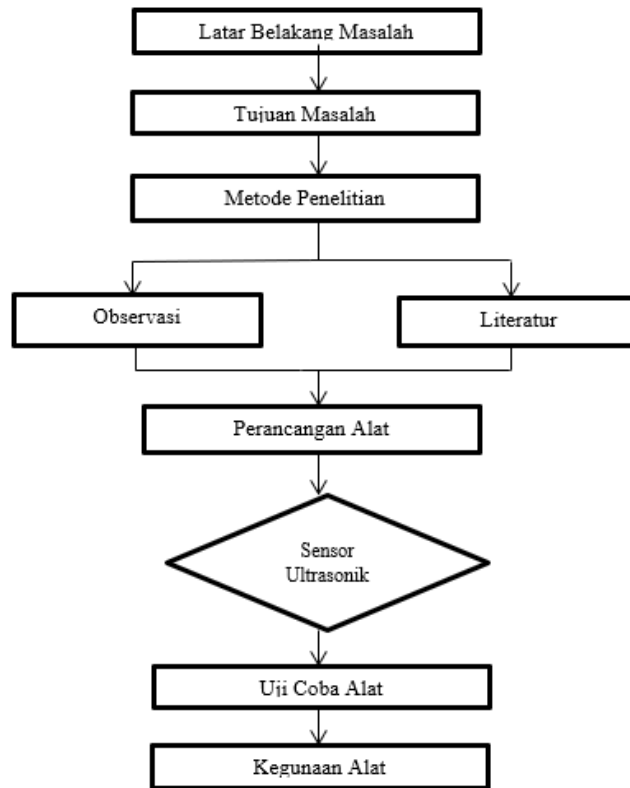 Latar Belakang Masalah
Tujuan Masalah
Metode Penelitian
Observasi
Literatur
Perancangan Alat
Sensor
Ultrasonik
Uji Coba Alat
Kegunaan Alat